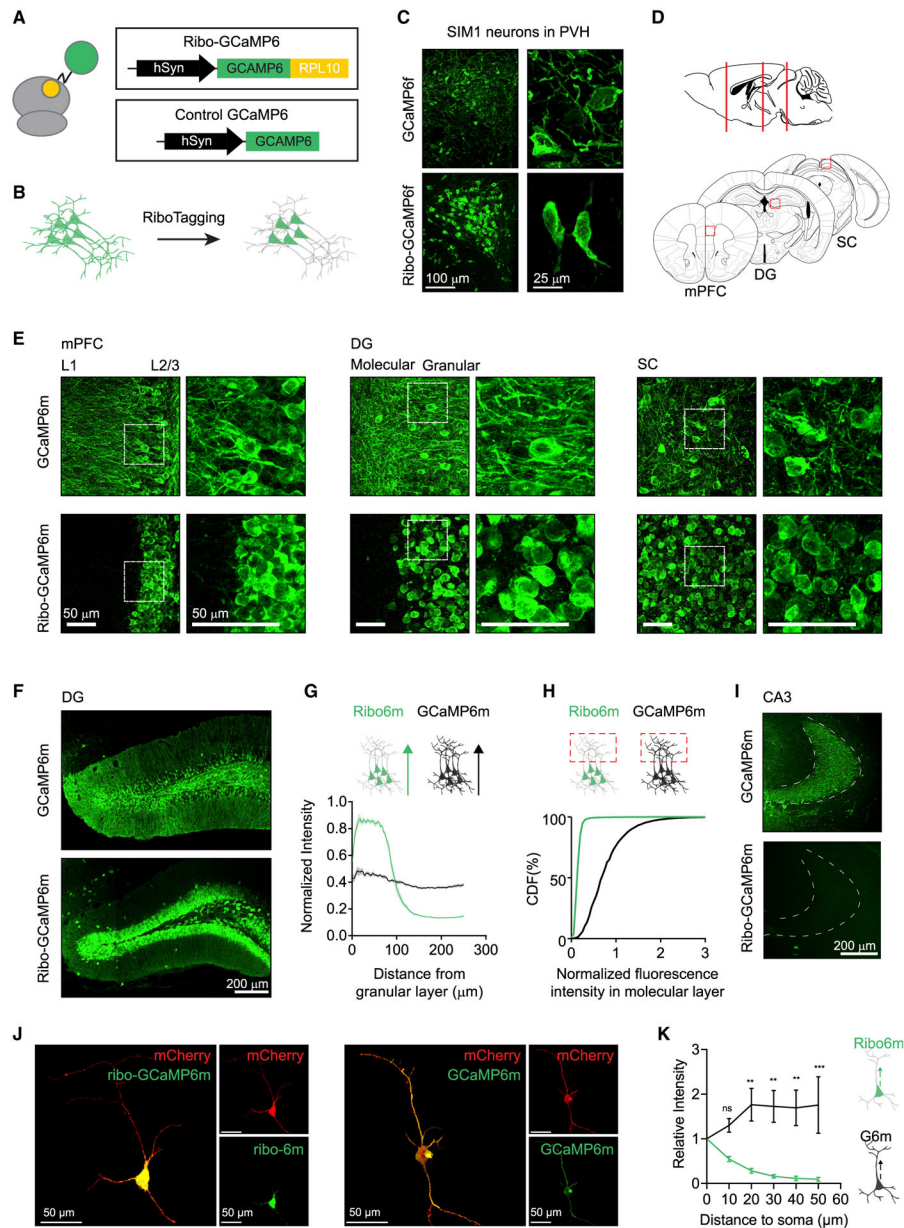 A
Ribo-GCaMP6
hSyn
GCAMP6
RPL10
Control GCaMP6
hSyn
GCAMP6
B
RiboTagging
C
SIM1 neurons in PVH
GCaMP6f
Ribo-GCaMP6f
100 μm
25 μm
D
mPFC
DG
SC
E
mPFC
L1
L2/3
DG
Molecular
Granular
SC
GCaMP6m
Ribo-GCaMP6m
50 μm
50 μm
F
DG
GCaMP6m
Ribo-GCaMP6m
200 μm
G
Ribo6m
GCaMP6m
Normalized Intensity
1.0
0.8
0.6
0.4
0.2
0.0
0
100
200
300
Distance from
granular layer (μm)
H
Ribo6m
GCaMP6m
CDF(%)
100
50
0
0
1
2
3
Normalized fluorescence
intensity in molecular layer
I
CA3
GCaMP6m
Ribo-GCaMP6m
200 μm
J
mCherry
ribo-GCaMP6m
50 μm
mCherry
ribo-6m
50 μm
mCherry
GCaMP6m
50 μm
mCherry
GCaMP6m
50 μm
K
Relative Intensity
3
2
1
0
ns
**
**
**
***
0
10
20
30
40
50
60
Distance to soma (μm)
Ribo6m
G6m